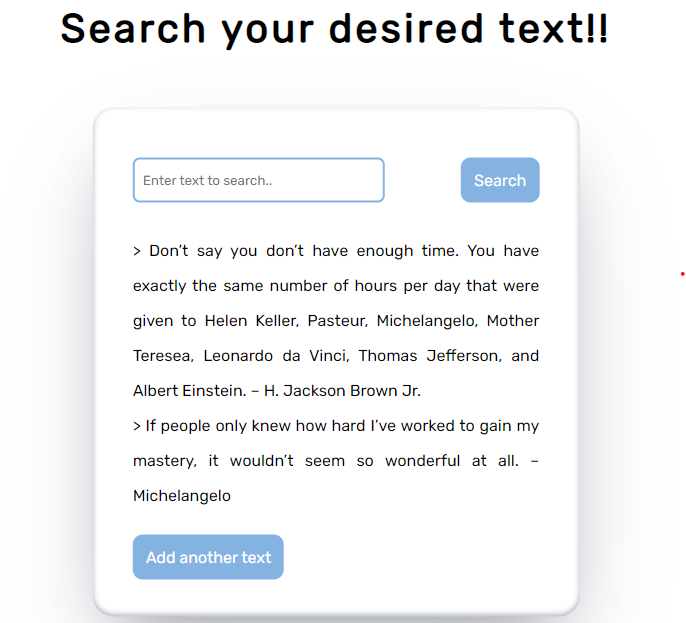 Search your desired text!!
Enter text to search..
Search
> Don’t say you don’t have enough time. You have
exactly the same number of hours per day that were
given to Helen Keller, Pasteur, Michelangelo, Mother
Teresea, Leonardo da Vinci, Thomas Jefferson, and
Albert Einstein. – H. Jackson Brown Jr.
> If people only knew how hard I’ve worked to gain my
mastery, it wouldn’t seem so wonderful at all. –
Michelangelo
Add another text